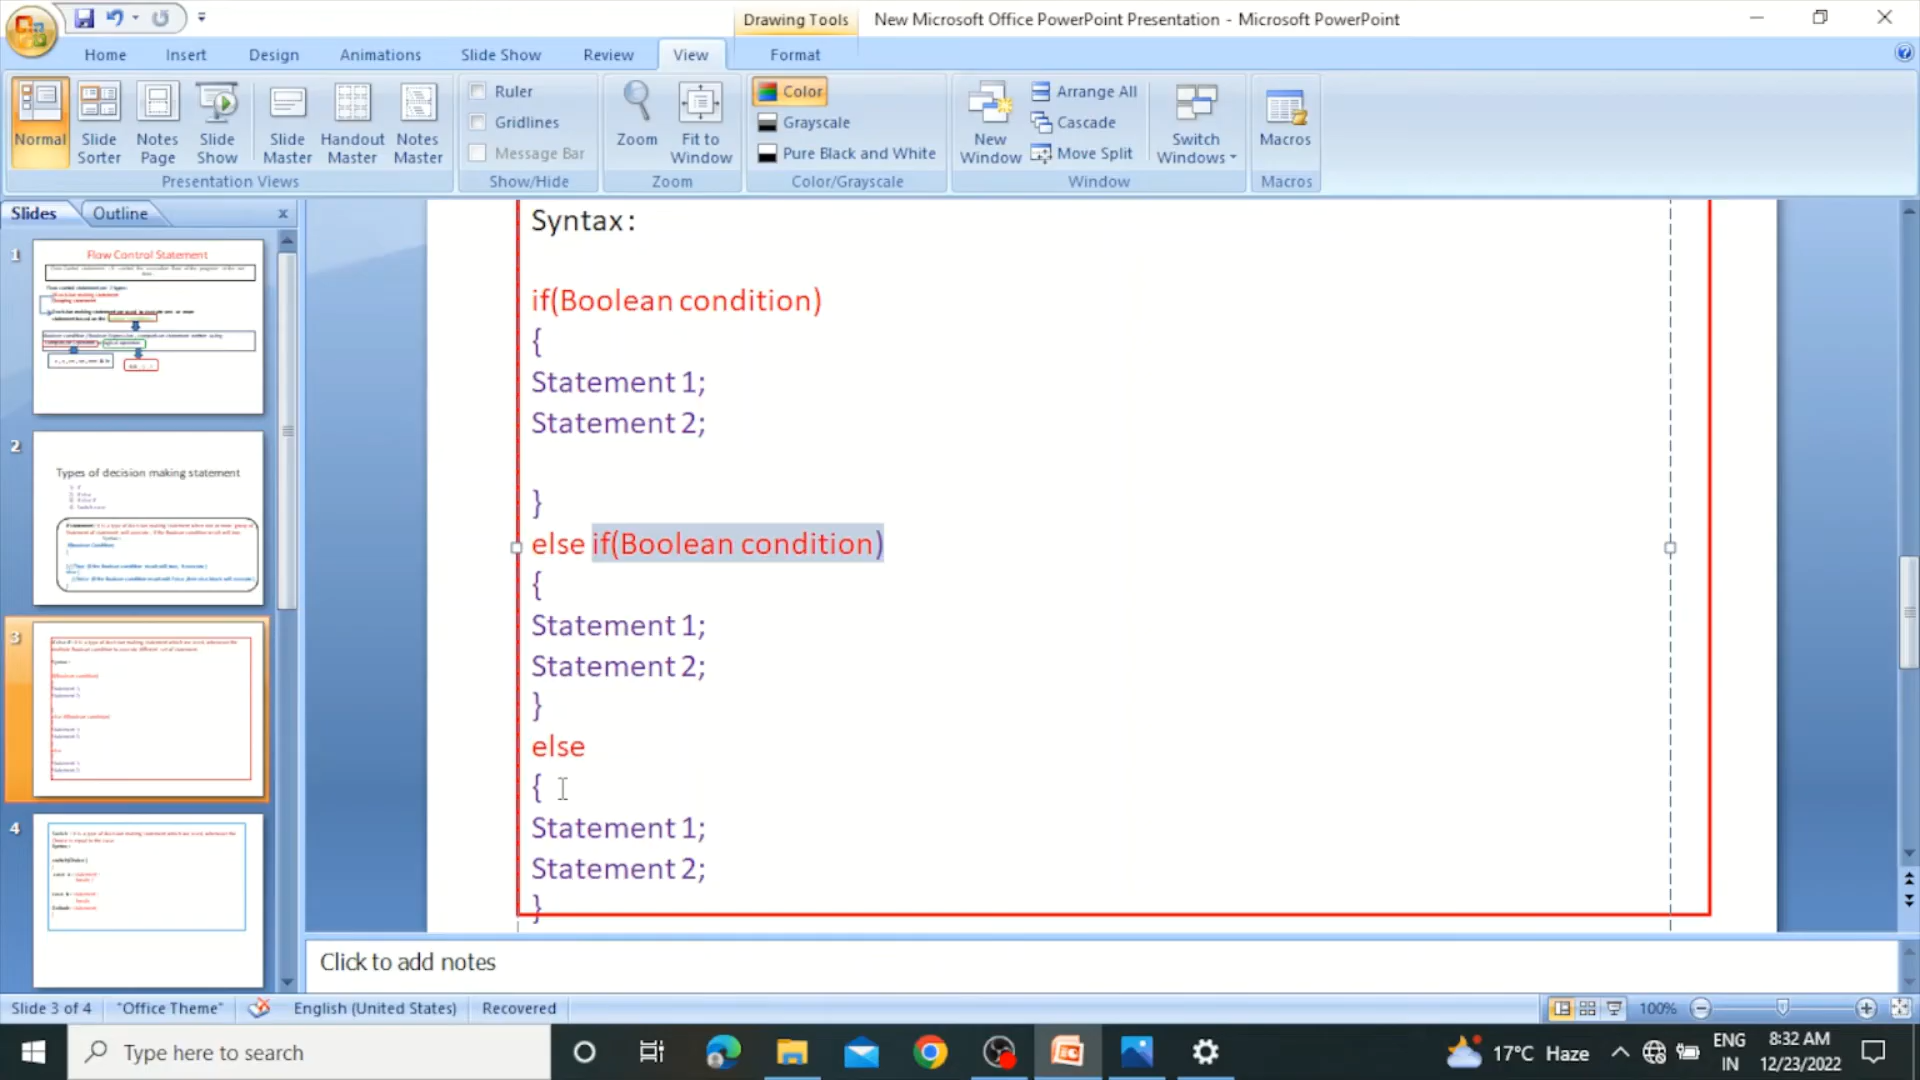 Drawing Tools
New Microsoft Office PowerPoint Presentation - Microsoft PowerPoint
Home Insert Design Animations Slide Show Review View Format
Normal
Slide Sorter
Notes Page
Slide Show
Slide Master
Handout Master
Notes Master
Presentation Views
Ruler
Gridlines
Message Bar
Show/Hide
Zoom
Fit to Window
Zoom
Color
Grayscale
Pure Black and White
Color/Grayscale
New Window
Arrange All
Cascade
Move Split
Switch Windows
Window
Macros
Macros
Slides Outline x
1
Flow Control Statement
2
Types of decision making statement
3
4
Syntax :
if(Boolean condition)
{
Statement 1;
Statement 2;
}
else if(Boolean condition)
{
Statement 1;
Statement 2;
}
else
{
Statement 1;
Statement 2;
}
Click to add notes
Slide 3 of 4 "Office Theme" English (United States) Recovered 100%
Type here to search
17°C Haze
ENG
IN
8:32 AM
12/23/2022